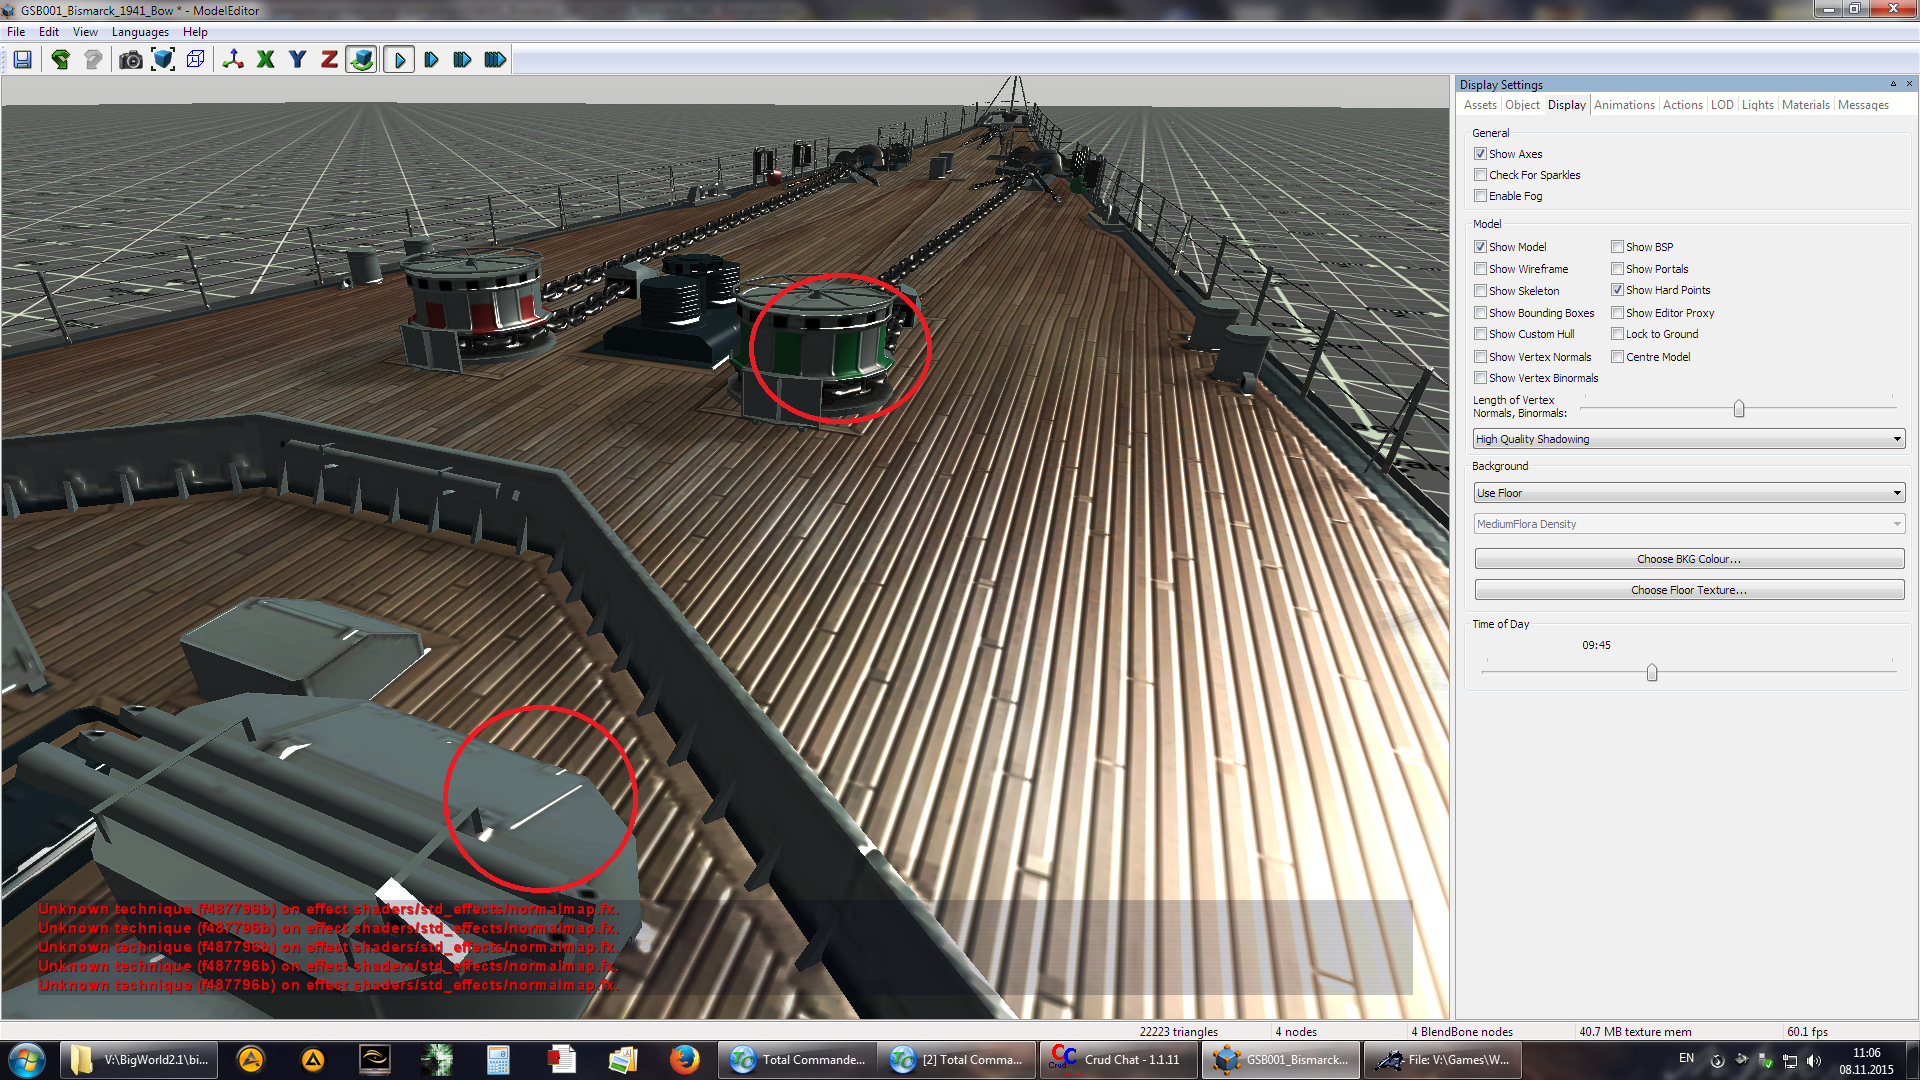 GSB001_Bismarck_1941_Bow * - ModelEditor
File Edit View Languages Help
X Y Z
Display Settings
Assets Object Display Animations Actions LOD Lights Materials Messages
General
Show Axes
Check For Sparkles
Enable Fog
Model
Show Model Show BSP
Show Wireframe Show Portals
Show Skeleton Show Hard Points
Show Bounding Boxes Show Editor Proxy
Show Custom Hull Lock to Ground
Show Vertex Normals Centre Model
Show Vertex Binormals
Length of Vertex
Normals, Binormals:
High Quality Shadowing
Background
Use Floor
MediumFlora Density
Choose BKG Colour...
Choose Floor Texture...
Time of Day
09:45
Unknown technique (f487796b) on effect shaders/std_effects/normalmap.fx.
Unknown technique (f487796b) on effect shaders/std_effects/normalmap.fx.
Unknown technique (f487796b) on effect shaders/std_effects/normalmap.fx.
Unknown technique (f487796b) on effect shaders/std_effects/normalmap.fx.
Unknown technique (f487796b) on effect shaders/std_effects/normalmap.fx.
22223 triangles 4 nodes 4 BlendBone nodes 40.7 MB texture mem 60.1 fps
V:\BigWorld2.1\bi... Total Commande... [2] Total Comma... Crud Chat - 1.1.11 GSB001_Bismarck... File: V:\Games\W... EN 11:06
08.11.2015